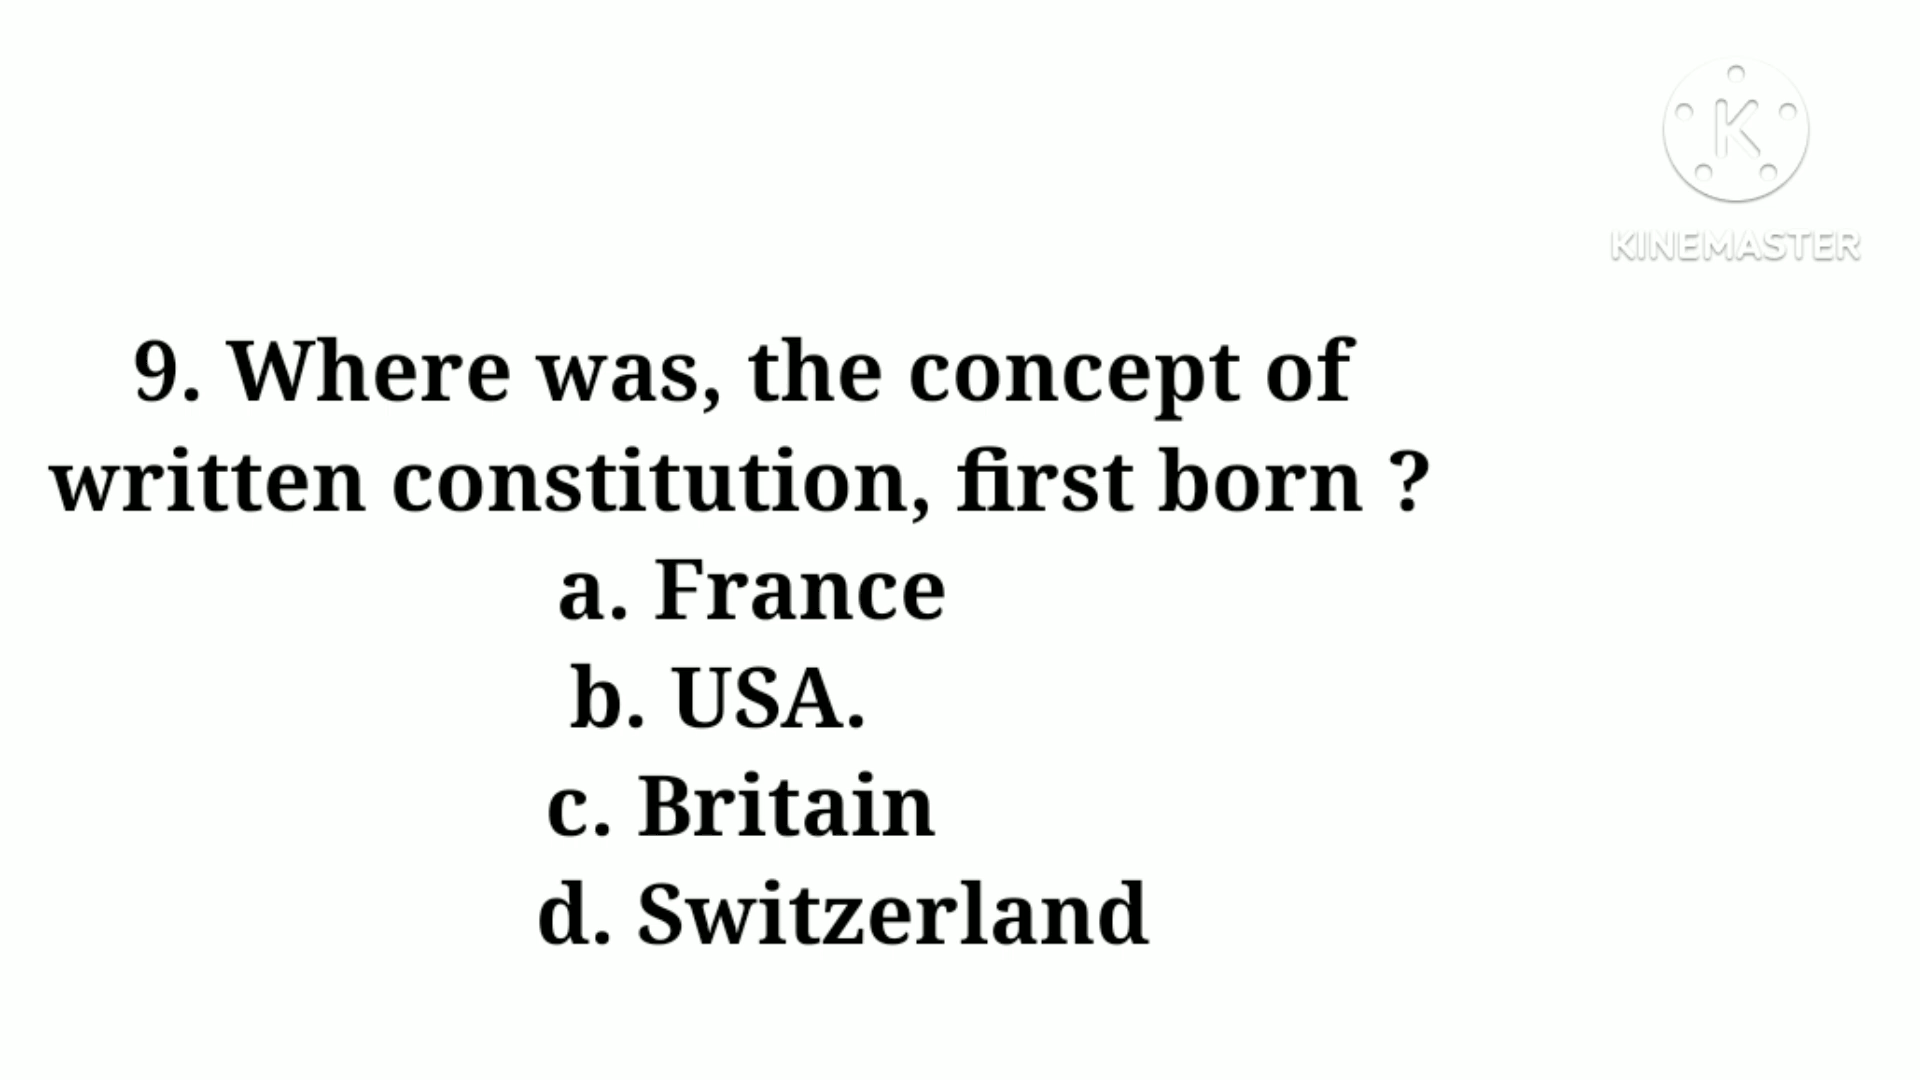 K
KINEMASTER
9. Where was, the concept of
written constitution, first born ?
a. France
b. USA.
c. Britain
d. Switzerland